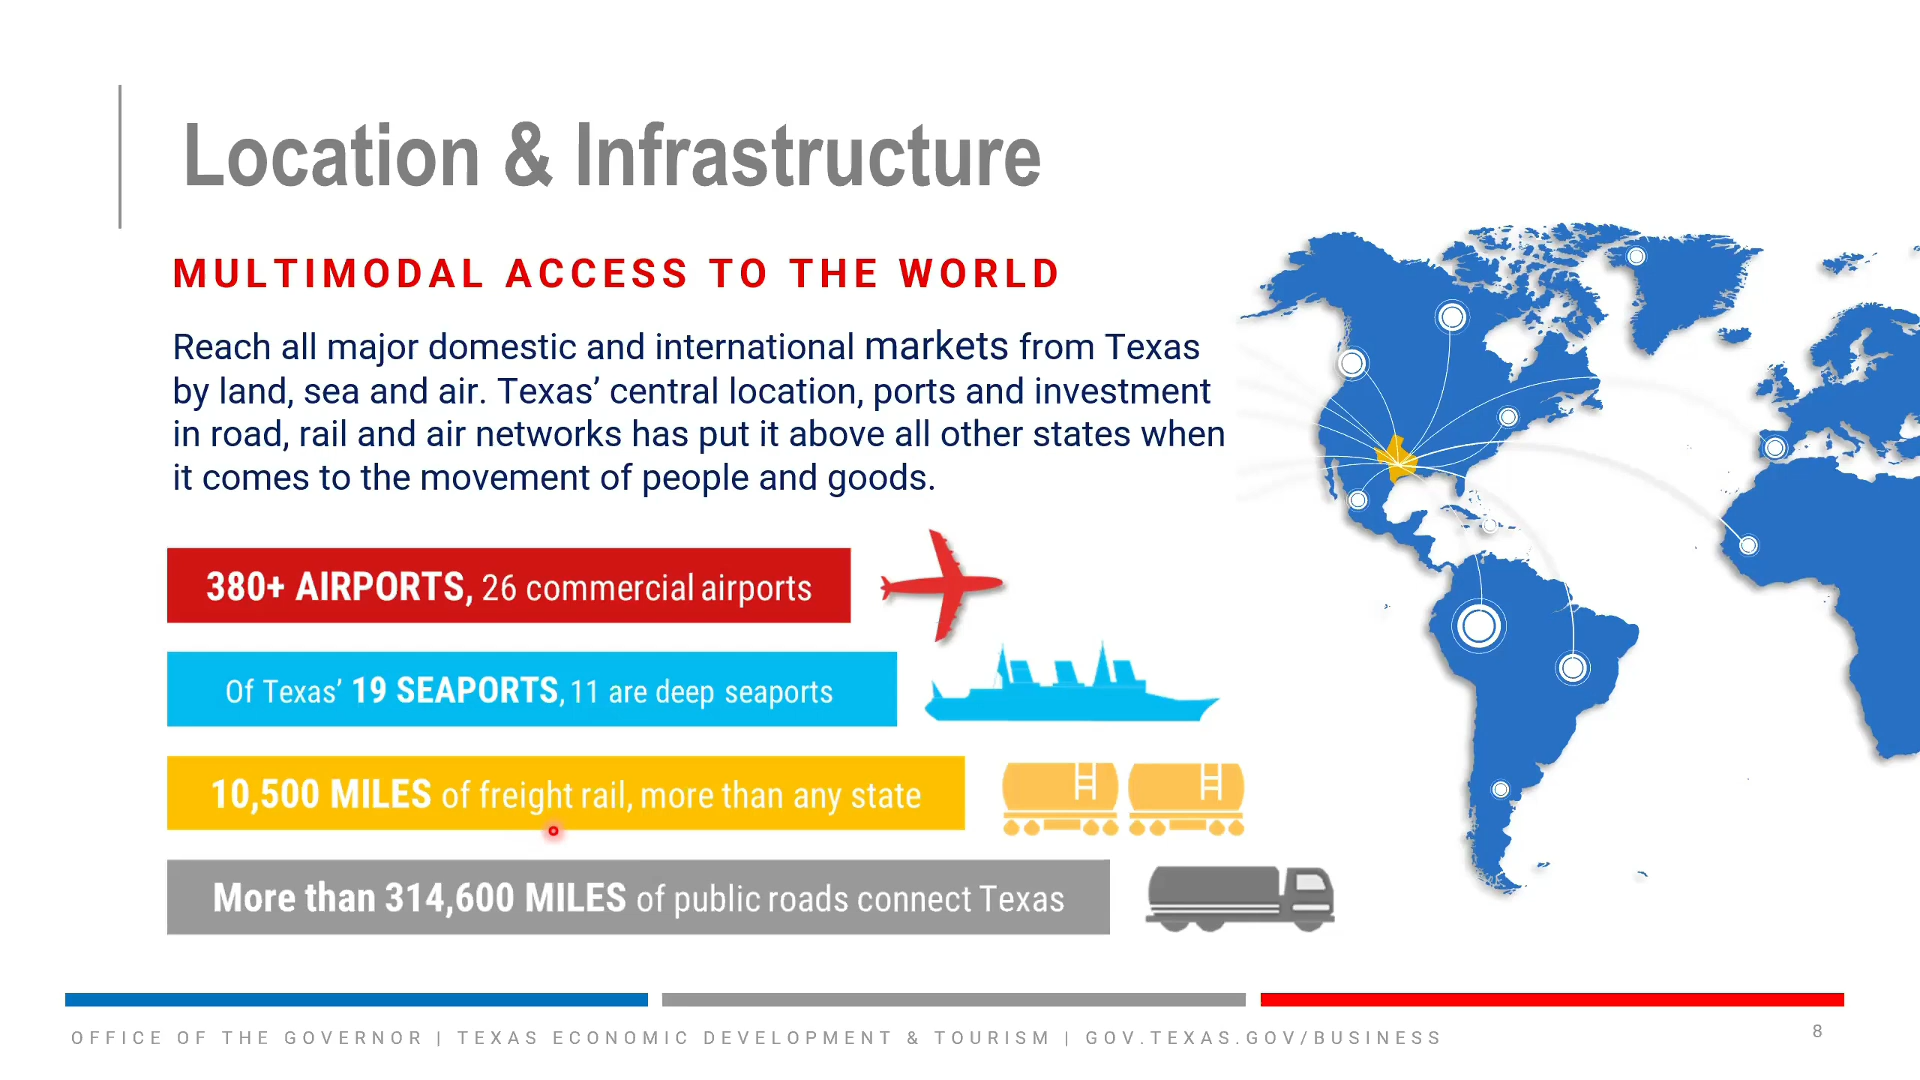 Location & Infrastructure
MULTIMODAL ACCESS TO THE WORLD
Reach all major domestic and international markets from Texas
by land, sea and air. Texas’ central location, ports and investment
in road, rail and air networks has put it above all other states when
it comes to the movement of people and goods.
380+ AIRPORTS, 26 commercial airports
Of Texas’ 19 SEAPORTS, 11 are deep seaports
10,500 MILES of freight rail, more than any state
More than 314,600 MILES of public roads connect Texas
OFFICE OF THE GOVERNOR | TEXAS ECONOMIC DEVELOPMENT & TOURISM | GOV.TEXAS.GOV/BUSINESS
8